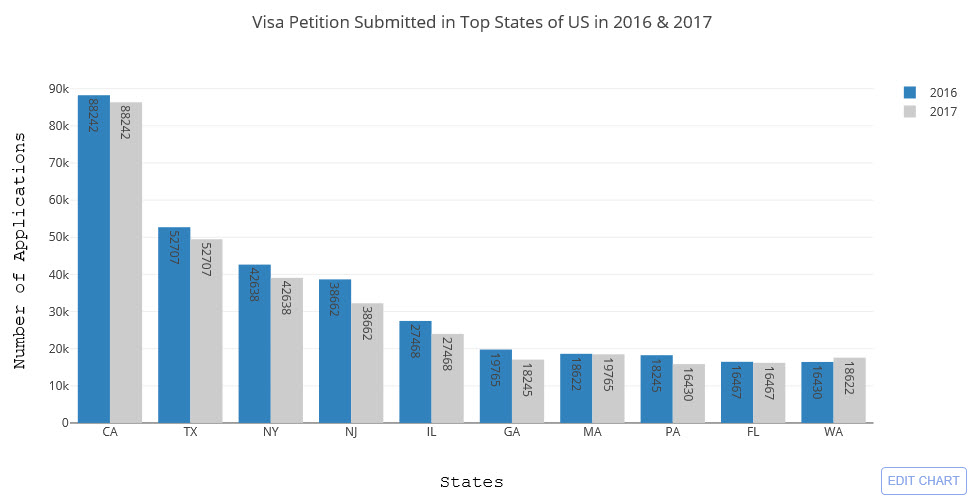 Visa Petition Submitted in Top States of US in 2016 & 2017
90k
80k
70k
60k
50k
40k
30k
20k
10k
0
Number of Applications
88242
88242
52707
52707
42638
42638
38662
38662
27468
27468
19765
18245
18622
19765
18245
16430
16467
16467
16430
18622
CA
TX
NY
NJ
IL
GA
MA
PA
FL
WA
States
2016
2017
EDIT CHART